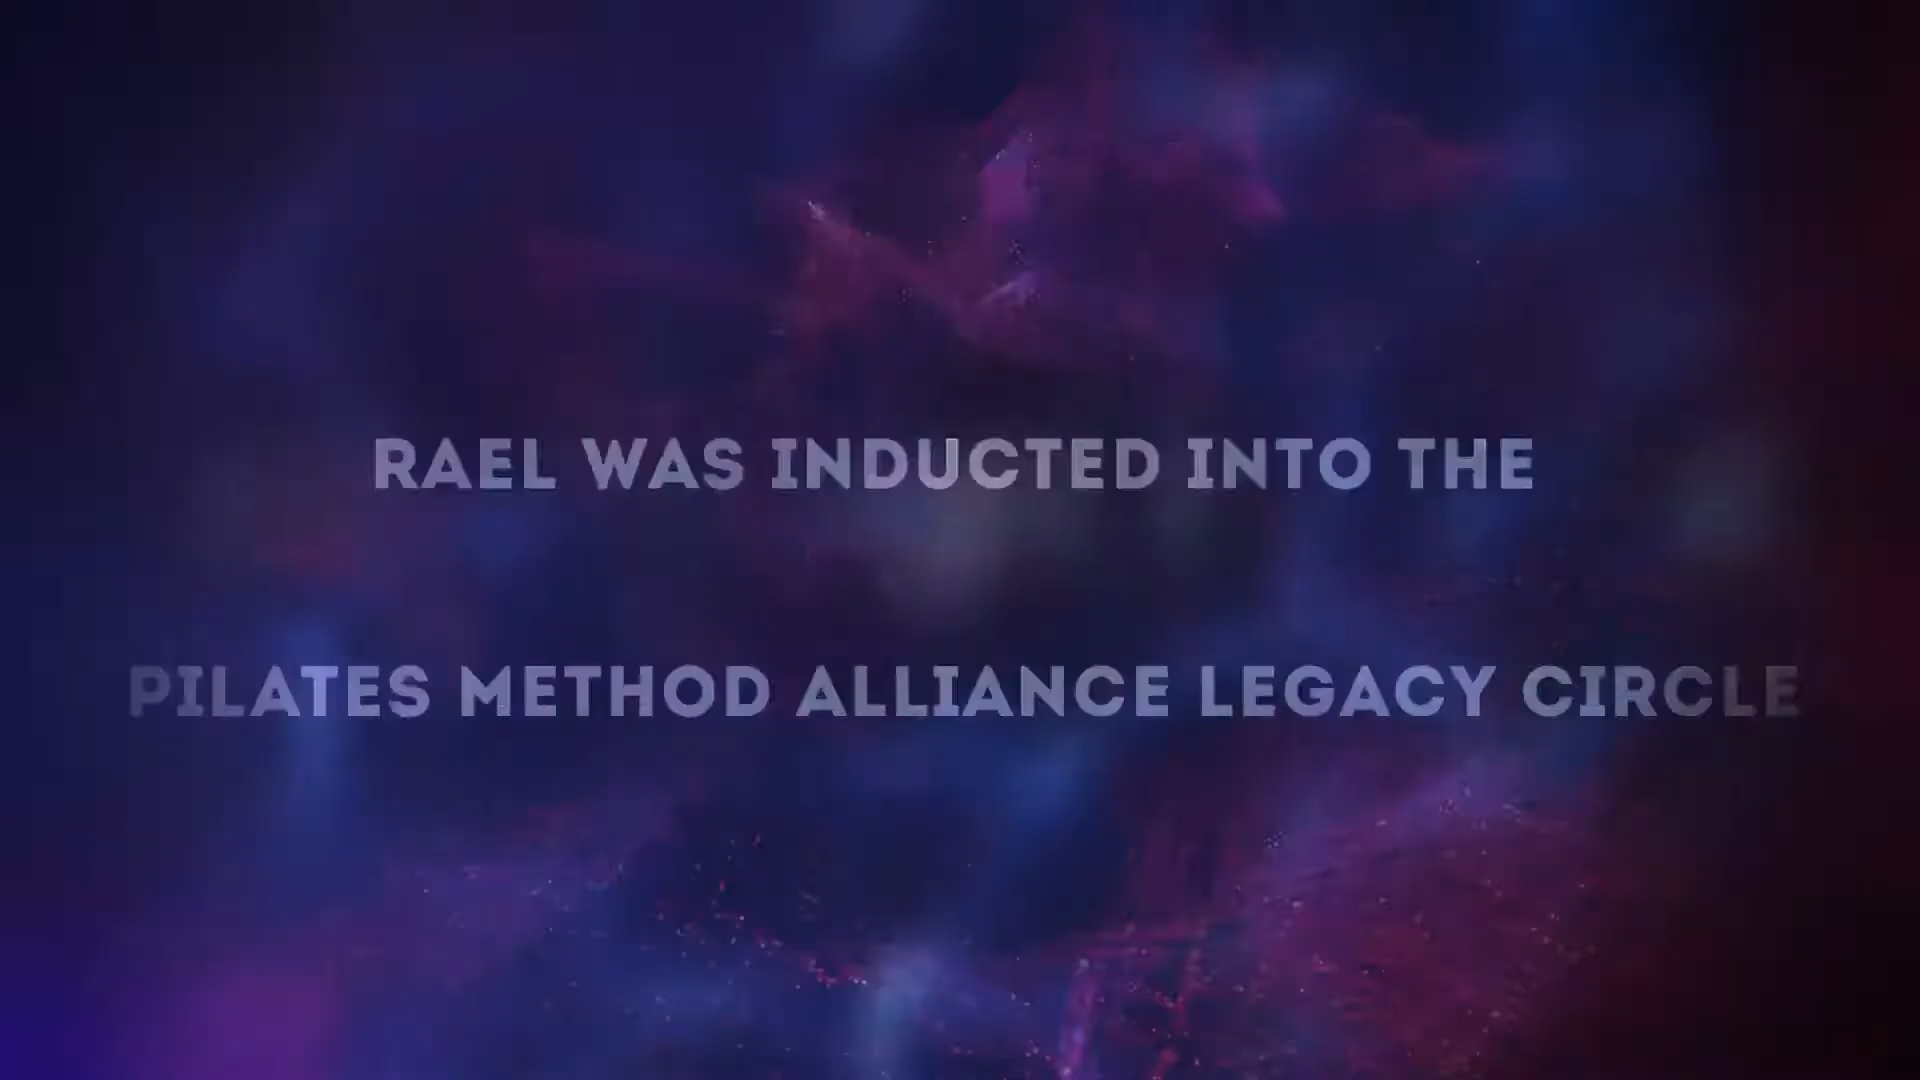 RAEL WAS INDUCTED INTO THE
PILATES METHOD ALLIANCE LEGACY CIRCLE